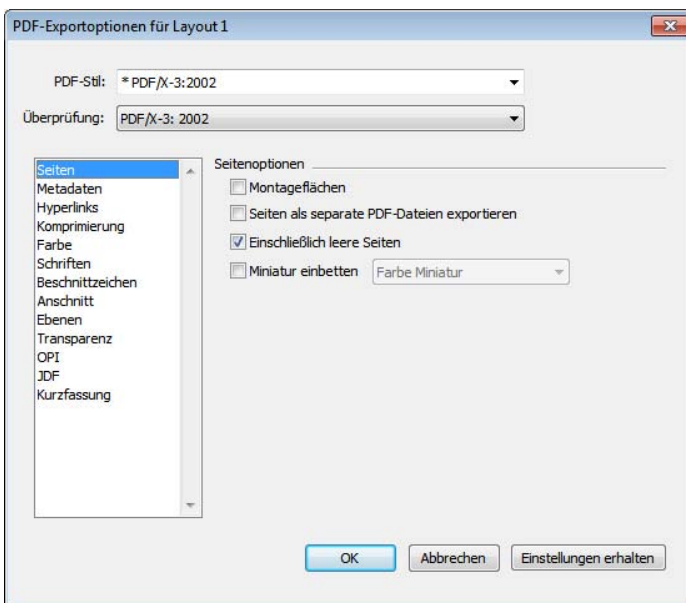 PDF-Exportoptionen für Layout 1
PDF-Stil: * PDF/X-3:2002
Überprüfung: PDF/X-3: 2002
Seiten
Metadaten
Hyperlinks
Komprimierung
Farbe
Schriften
Beschnittzeichen
Anschnitt
Ebenen
Transparenz
OPI
JDF
Kurzfassung
Seitenoptionen
Montageflächen
Seiten als separate PDF-Dateien exportieren
Einschließlich leere Seiten
Miniatur einbetten Farbe Miniatur
OK Abbrechen Einstellungen erhalten